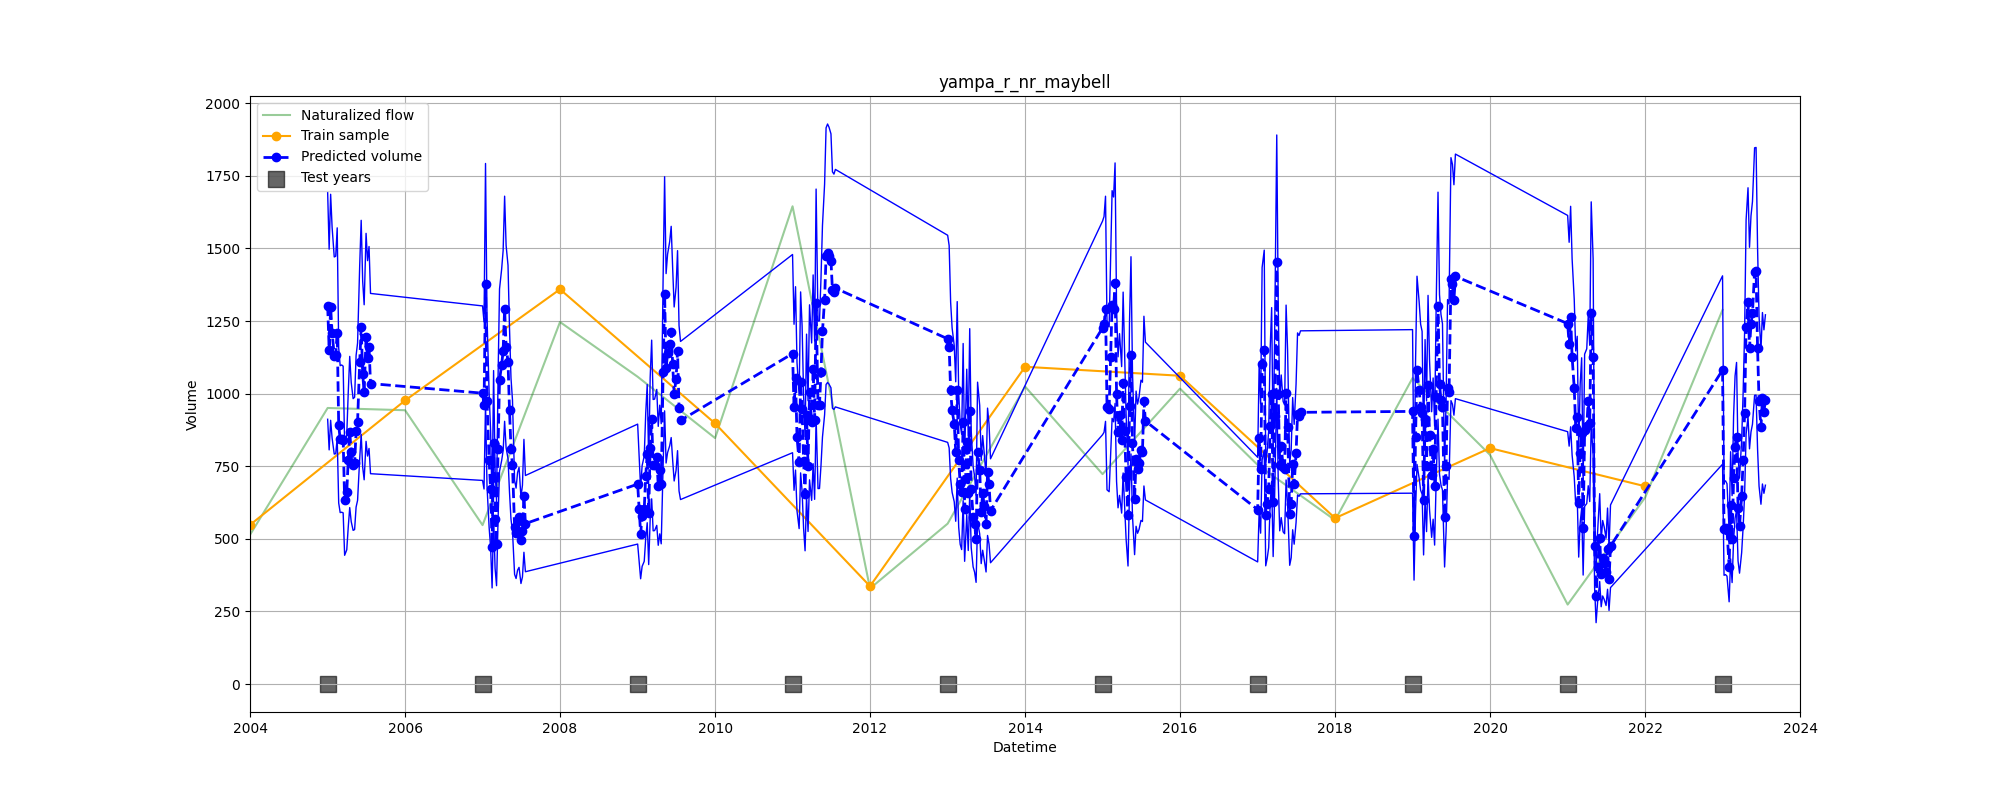 yampa_r_nr_maybell
Naturalized flow
Train sample
Predicted volume
Test years
2000
1750
1500
1250
1000
750
500
250
0
Volume
2004 2006 2008 2010 2012 2014 2016 2018 2020 2022 2024
Datetime